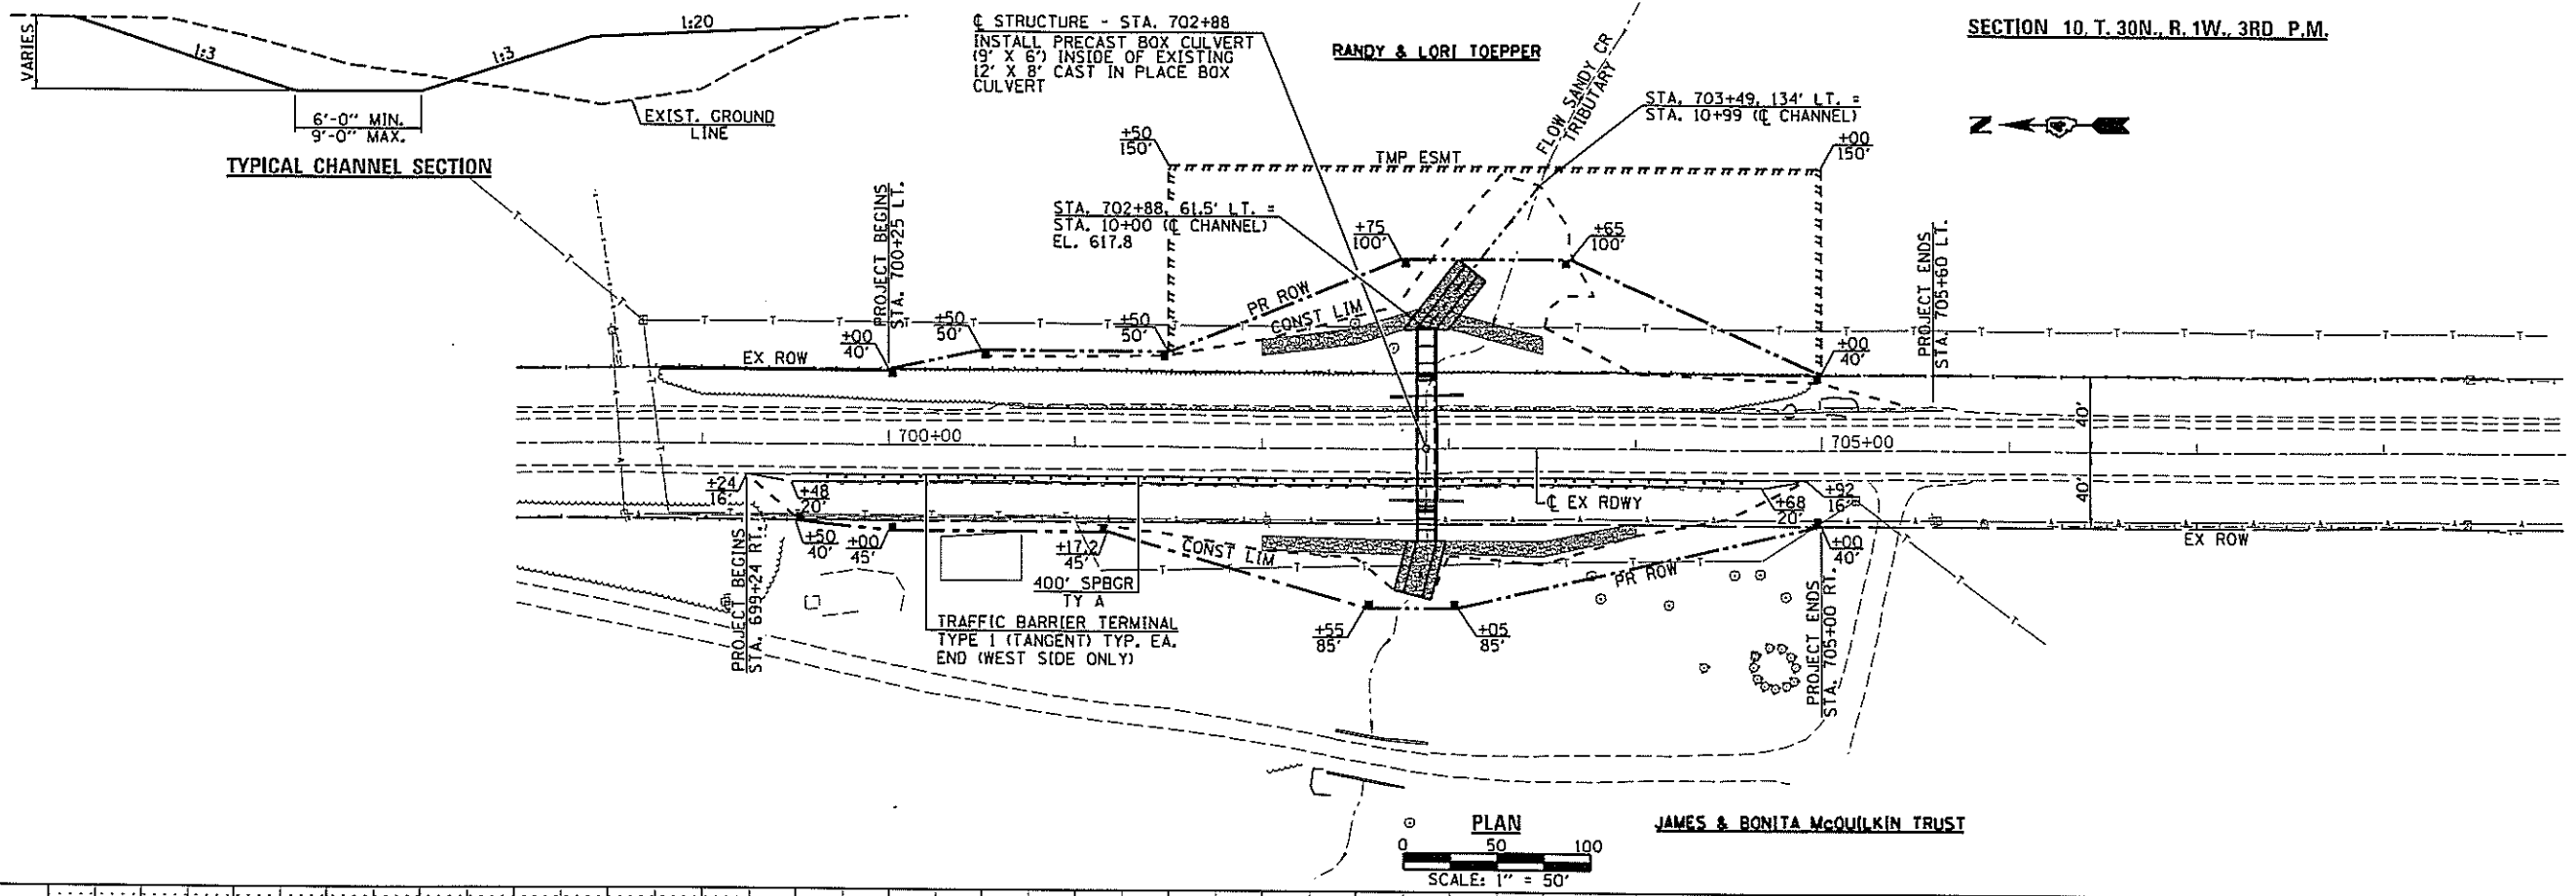 VARIES
1:3
1:3
1:20
6'-0" MIN.
9'-0" MAX.
EXIST. GROUND
LINE
TYPICAL CHANNEL SECTION
℄ STRUCTURE - STA. 702+88
INSTALL PRECAST BOX CULVERT
(9' X 6') INSIDE OF EXISTING
12' X 8' CAST IN PLACE BOX
CULVERT
RANDY & LORI TOEPPER
SECTION 10, T. 30N., R. 1W., 3RD P.M.
N
FLOW SANDY CR
TRIBUTARY
STA. 703+49, 134' LT. =
STA. 10+99 (℄ CHANNEL)
+50
150'
TMP ESMT
+00
150'
STA. 702+88, 61.5' LT. =
STA. 10+00 (℄ CHANNEL)
EL. 617.8
PROJECT BEGINS
STA. 700+25 LT.
+75
100'
+65
100'
PROJECT ENDS
STA. 705+60 LT.
PR ROW
CONST LIM
+00
40'
+50
50'
+50
50'
+00
40'
EX ROW
700+00
705+00
40'
40'
+24
16'
+48
20'
℄ EX RDWY
+68
20'
+92
16'
+50
40'
+00
45'
+17.2
45'
CONST LIM
+00
40'
EX ROW
PR ROW
400' SPBGR
TY A
TRAFFIC BARRIER TERMINAL
TYPE 1 (TANGENT) TYP. EA.
END (WEST SIDE ONLY)
PROJECT BEGINS
STA. 699+24 RT.
+55
85'
+05
85'
PROJECT ENDS
STA. 705+00 RT.
PLAN
0 50 100
SCALE: 1" = 50'
JAMES & BONITA McQUILKIN TRUST